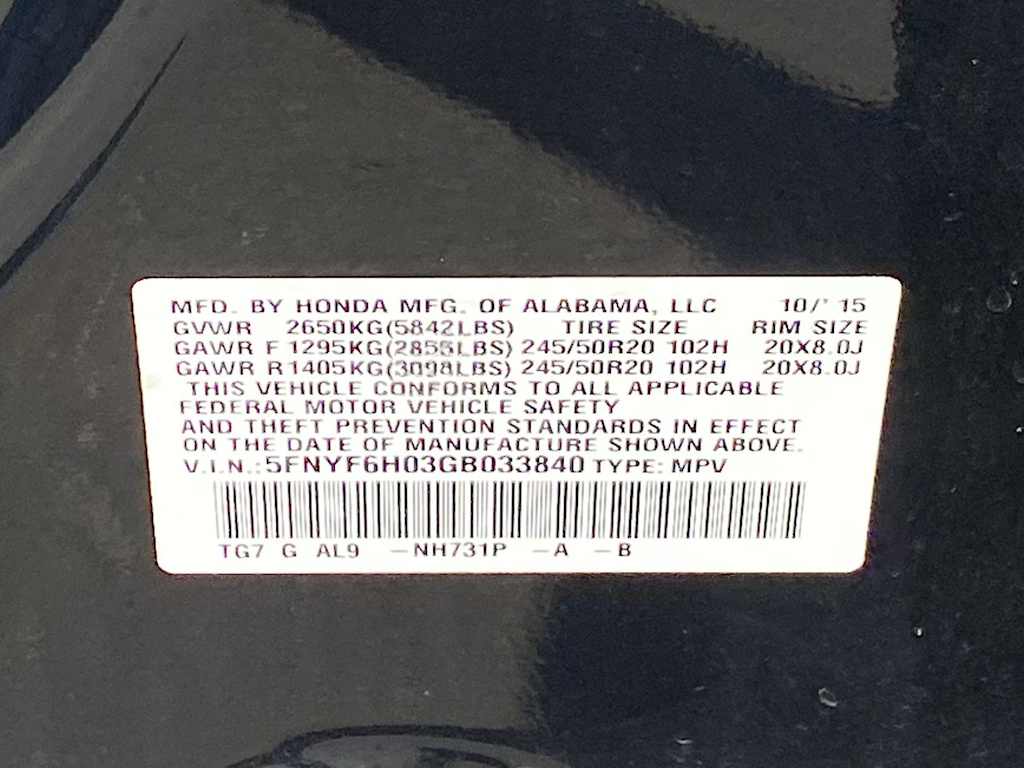 MFD. BY HONDA MFG. OF ALABAMA, LLC 10/' 15
GVWR 2650KG(5842LBS) TIRE SIZE RIM SIZE
GAWR F 1295KG(2855LBS) 245/50R20 102H 20X8.0J
GAWR R1405KG(3098LBS) 245/50R20 102H 20X8.0J
THIS VEHICLE CONFORMS TO ALL APPLICABLE
FEDERAL MOTOR VEHICLE SAFETY
AND THEFT PREVENTION STANDARDS IN EFFECT
ON THE DATE OF MANUFACTURE SHOWN ABOVE.
V.I.N.:5FNYF6H03GB033840 TYPE: MPV
TG7 G AL9 -NH731P -A -B